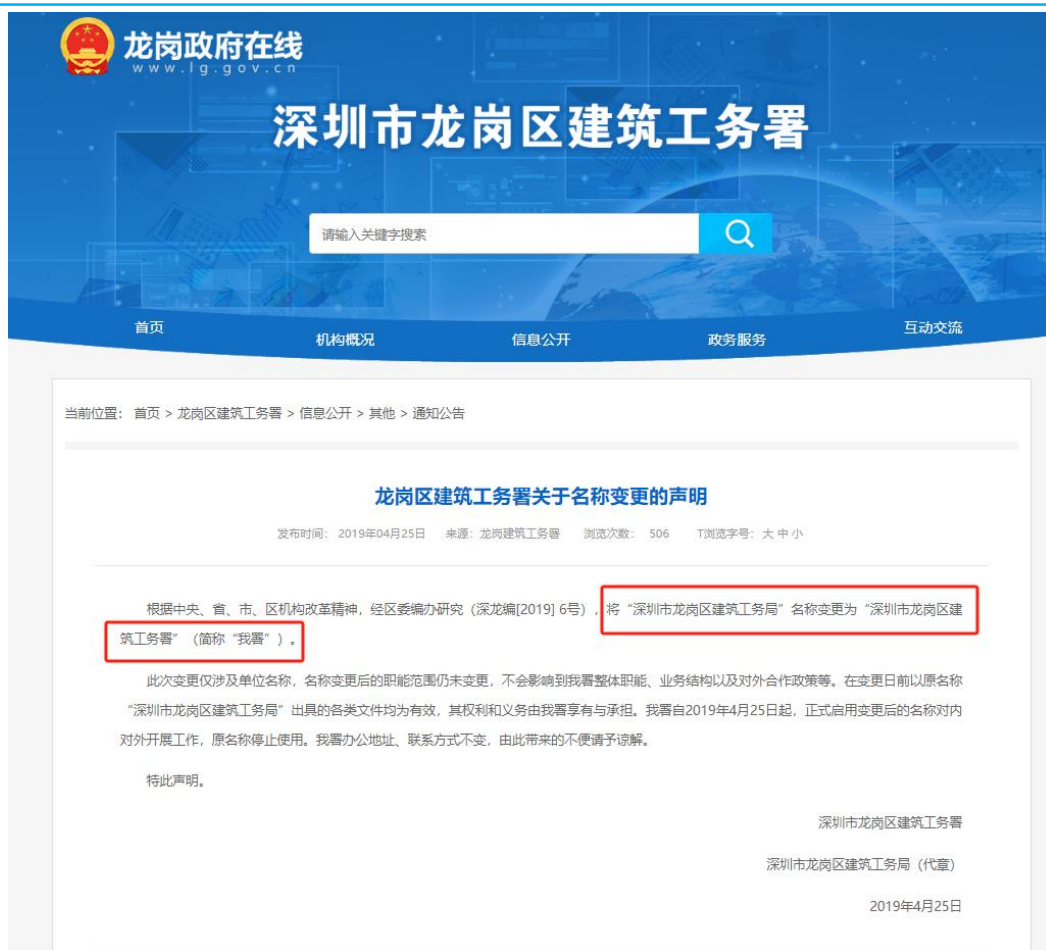 龙岗政府在线
www.lg.gov.cn
深圳市龙岗区建筑工务署
请输入关键字搜索
首页
机构概况
信息公开
政务服务
互动交流
当前位置： 首页 > 龙岗区建筑工务署 > 信息公开 > 其他 > 通知公告
龙岗区建筑工务署关于名称变更的声明
发布时间： 2019年04月25日 来源：龙岗建筑工务署 浏览次数： 506 T浏览字号：大 中 小
根据中央、省、市、区机构改革精神，经区委编办研究（深龙编[2019] 6号），将“深圳市龙岗区建筑工务局”名称变更为“深圳市龙岗区建
筑工务署”（简称“我署”）。
此次变更仅涉及单位名称，名称变更后的职能范围仍未变更，不会影响到我署整体职能、业务结构以及对外合作政策等。在变更日前以原名称
“深圳市龙岗区建筑工务局”出具的各类文件均为有效，其权利和义务由我署享有与承担。我署自2019年4月25日起，正式启用变更后的名称对内
对外开展工作，原名称停止使用。我署办公地址、联系方式不变，由此带来的不便请予谅解。
特此声明。
深圳市龙岗区建筑工务署
深圳市龙岗区建筑工务局（代章）
2019年4月25日